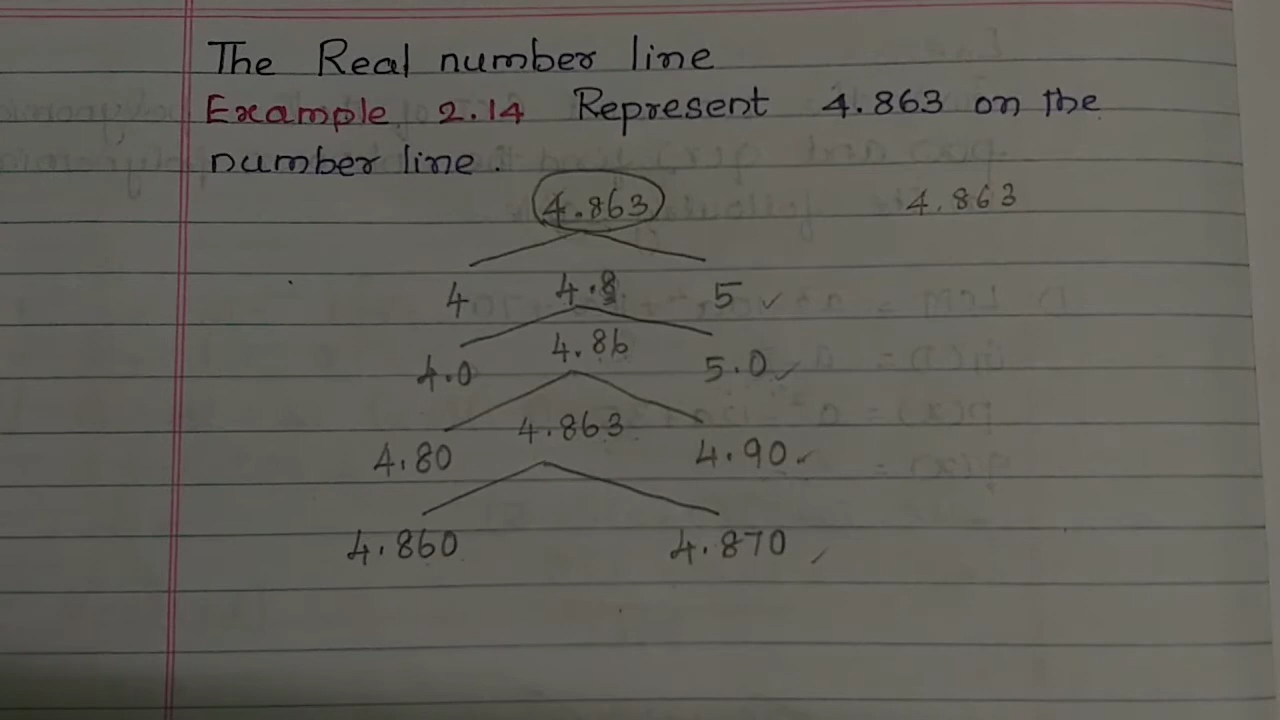 The Real number line
Example 2.14 Represent 4.863 on the
number line.
4.863 4.863
4 4.8 5
4.86
4.0 5.0
4.863
4.80 4.90
4.860 4.870